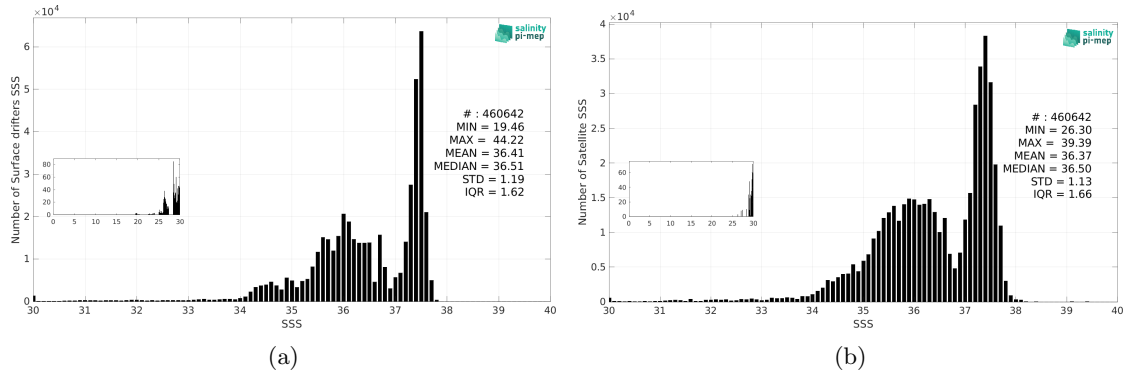 ×10⁴
salinity
pi-mep
Number of Surface drifters SSS
6
5
4
3
2
1
0
# : 460642
MIN = 19.46
MAX = 44.22
MEAN = 36.41
MEDIAN = 36.51
STD = 1.19
IQR = 1.62
80
60
40
20
0
0 5 10 15 20 25 30
30 31 32 33 34 35 36 37 38 39 40
SSS
(a)
×10⁴
salinity
pi-mep
Number of Satellite SSS
4
3.5
3
2.5
2
1.5
1
0.5
0
# : 460642
MIN = 26.30
MAX = 39.39
MEAN = 36.37
MEDIAN = 36.50
STD = 1.13
IQR = 1.66
60
40
20
0
0 5 10 15 20 25 30
30 31 32 33 34 35 36 37 38 39 40
SSS
(b)